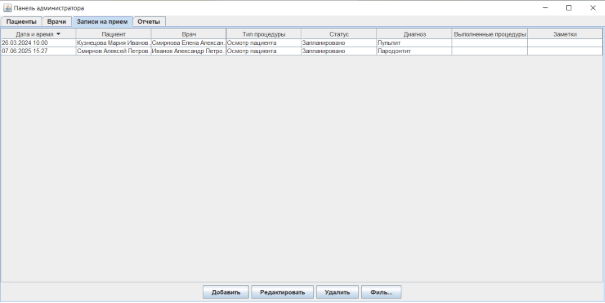 Панель администратора
Пациенты Врачи Записи на прием Отчеты
Дата и время Пациент Врач Тип процедуры Статус Диагноз Выполненные процедуры Заметки
26.03.2024 10:00 Кузнецова Мария Иванов... Смирнова Елена Алексан... Осмотр пациента Запланировано Пульпит
07.06.2025 15:27 Смирнов Алексей Петров... Иванов Александр Петро... Осмотр пациента Запланировано Пародонтит
Добавить Редактировать Удалить Филь...